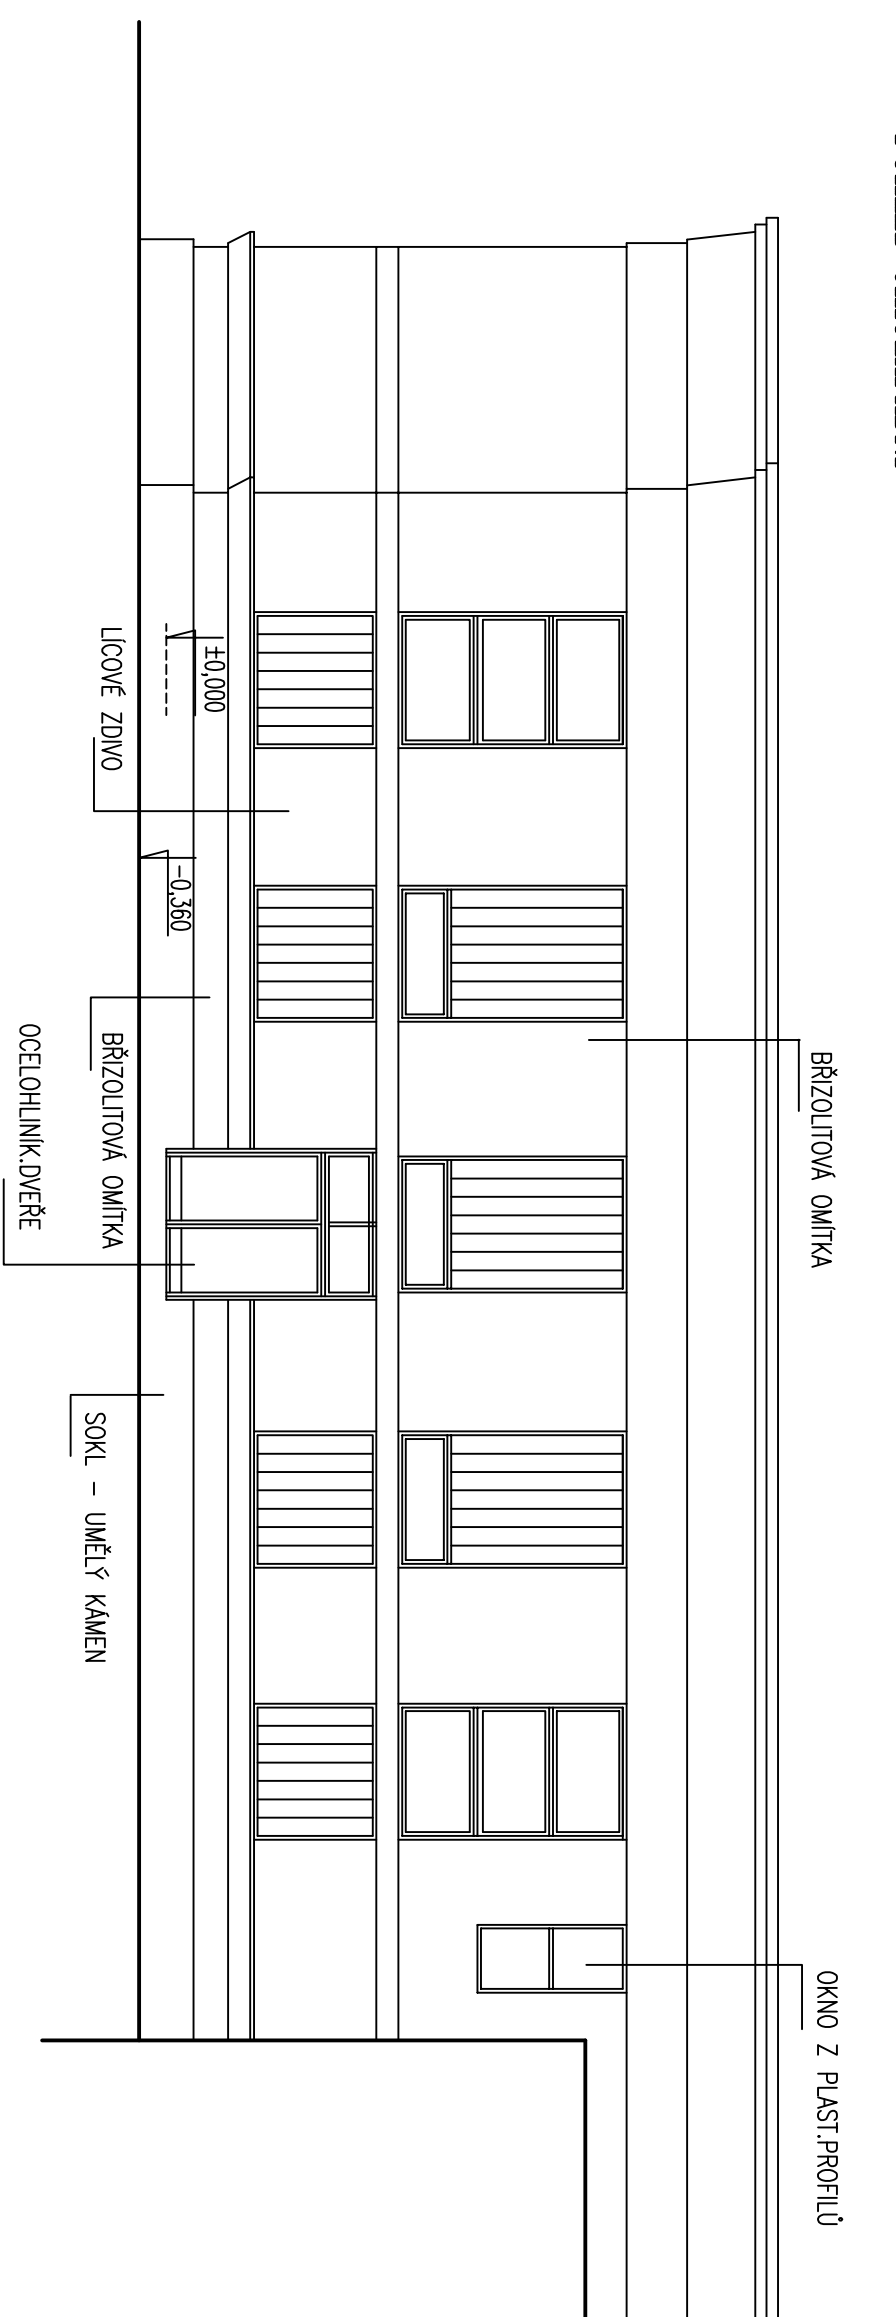 BŘIZOLITOVÁ OMÍTKA
OKNO Z PLAST.PROFILŮ
±0,000
-0,360
LÍCOVÉ ZDIVO
BŘIZOLITOVÁ OMÍTKA
SOKL - UMĚLÝ KÁMEN
OCELOHLINÍK.DVEŘE